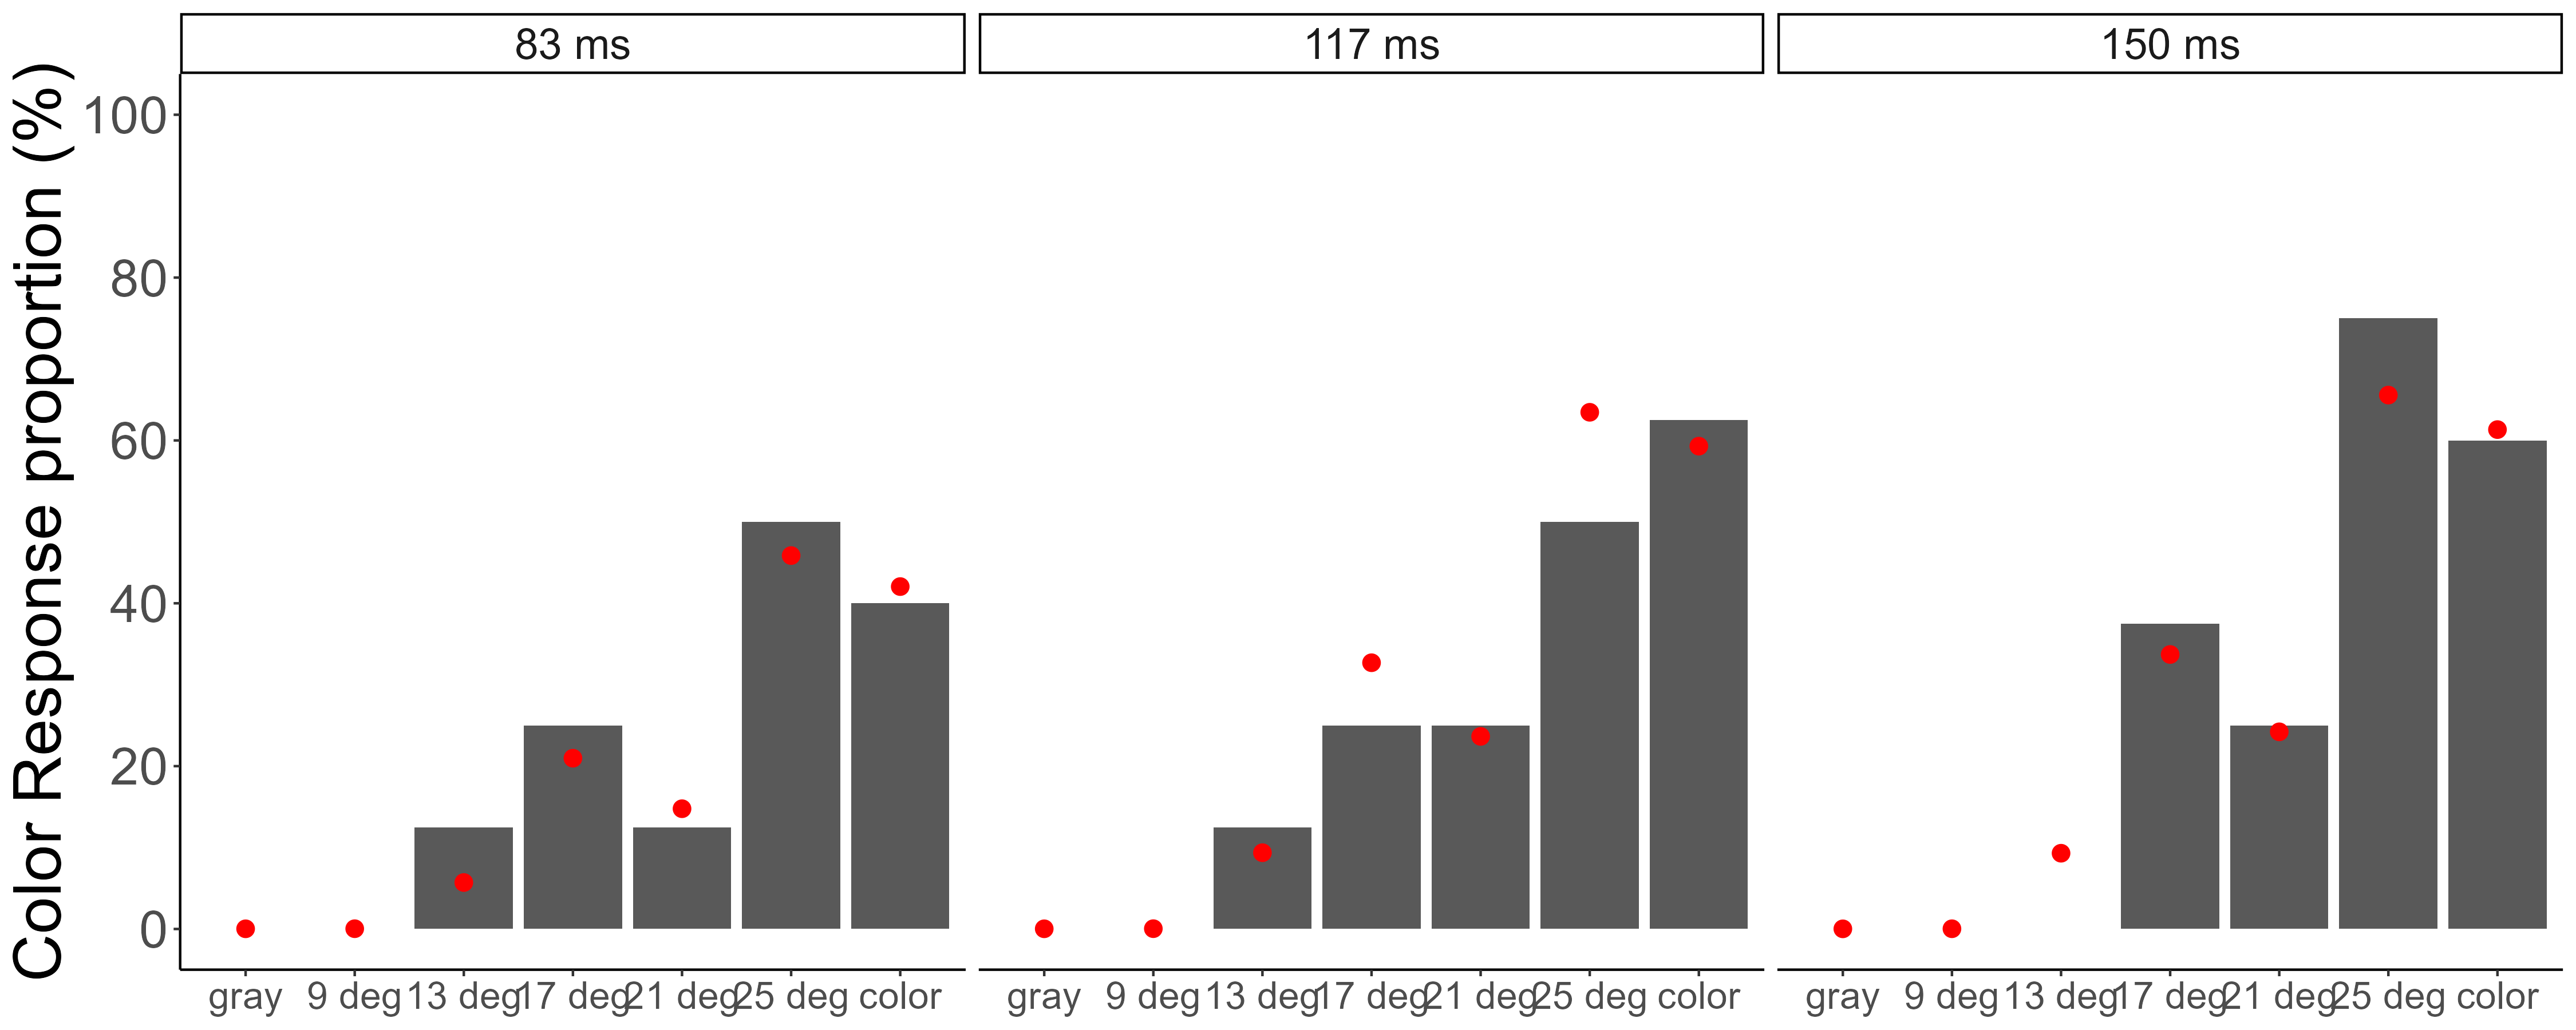 83 ms
117 ms
150 ms
Color Response proportion (%)
100
80
60
40
20
0
gray 9 deg 13 deg 17 deg 21 deg 25 deg color
gray 9 deg 13 deg 17 deg 21 deg 25 deg color
gray 9 deg 13 deg 17 deg 21 deg 25 deg color